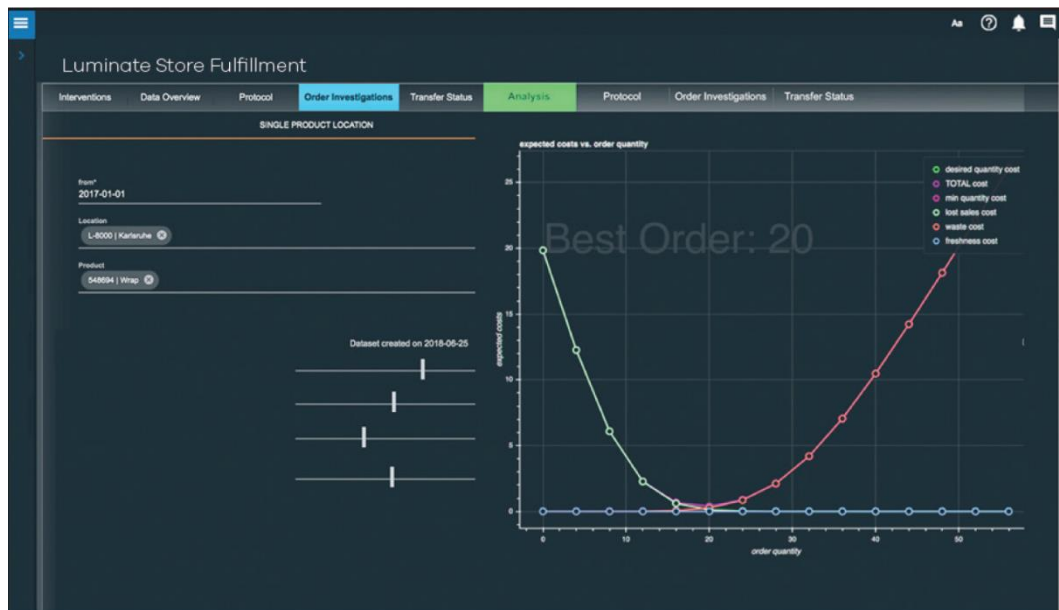 Aa ?
Luminate Store Fulfillment
Interventions Data Overview Protocol Order Investigations Transfer Status Analysis Protocol Order Investigations Transfer Status
SINGLE PRODUCT LOCATION
from*
2017-01-01
Location
L-8000 | Karlsruhe
Product
548694 | Wrap
Dataset created on 2018-06-25
expected costs vs. order quantity
Best Order: 20
desired quantity cost
TOTAL cost
min quantity cost
lost sales cost
waste cost
freshness cost
25
20
15
10
5
0
expected costs
0 10 20 30 40 50
order quantity